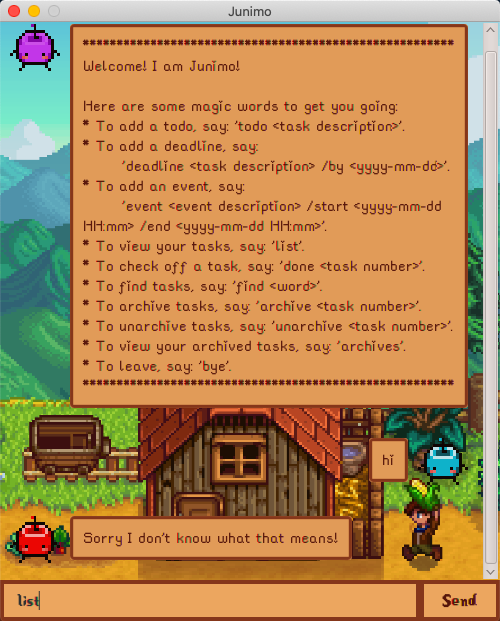 Junimo
*******************************************************
Welcome! I am Junimo!
Here are some magic words to get you going:
* To add a todo, say: 'todo <task description>'.
* To add a deadline, say:
'deadline <task description> /by <yyyy-mm-dd>'.
* To add an event, say:
'event <event description> /start <yyyy-mm-dd
HH:mm> /end <yyyy-mm-dd HH:mm>'.
* To view your tasks, say: 'list'.
* To check off a task, say: 'done <task number>'.
* To find tasks, say: 'find <word>'.
* To archive tasks, say: 'archive <task number>'.
* To unarchive tasks, say: 'unarchive <task number>'.
* To view your archived tasks, say: 'archives'.
* To leave, say: 'bye'.
*******************************************************
hi
Sorry I don't know what that means!
list
Send